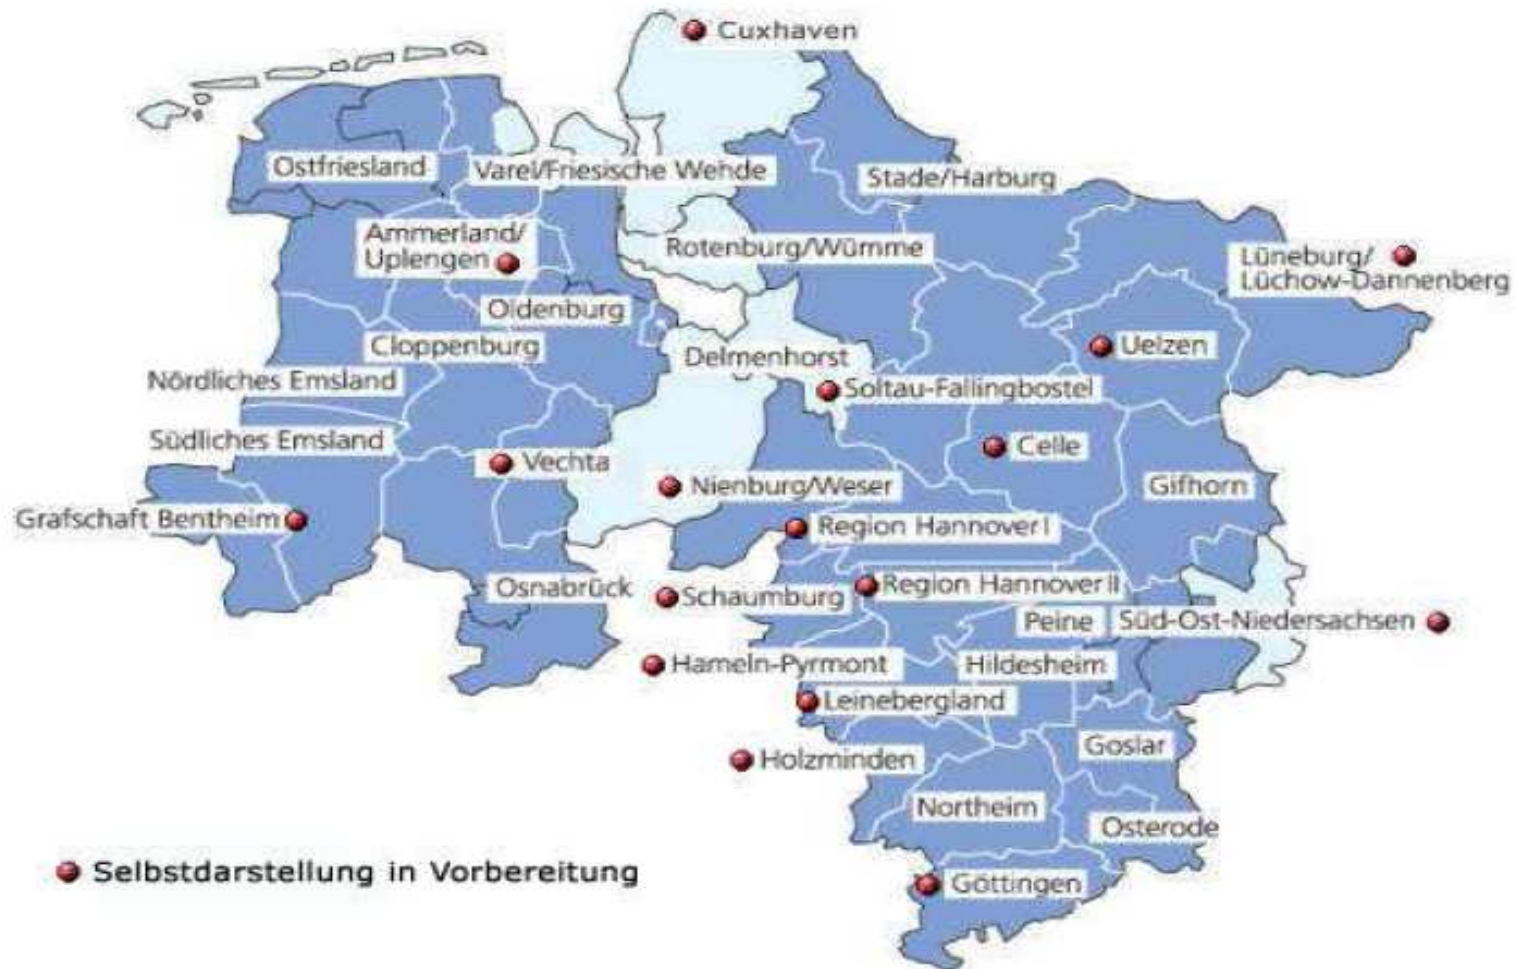 Cuxhaven
Ostfriesland
Varel/Friesische Wehde
Stade/Harburg
Ammerland/
Uplengen
Rotenburg/Wümme
Lüneburg/
Lüchow-Dannenberg
Oldenburg
Cloppenburg
Delmenhorst
Uelzen
Nördliches Emsland
Soltau-Fallingbostel
Südliches Emsland
Celle
Vechta
Nienburg/Weser
Gifhorn
Grafschaft Bentheim
Region Hannover I
Osnabrück
Schaumburg
Region Hannover II
Peine
Süd-Ost-Niedersachsen
Hameln-Pyrmont
Hildesheim
Leinebergland
Goslar
Holzminden
Northeim
Osterode
Selbstdarstellung in Vorbereitung
Göttingen